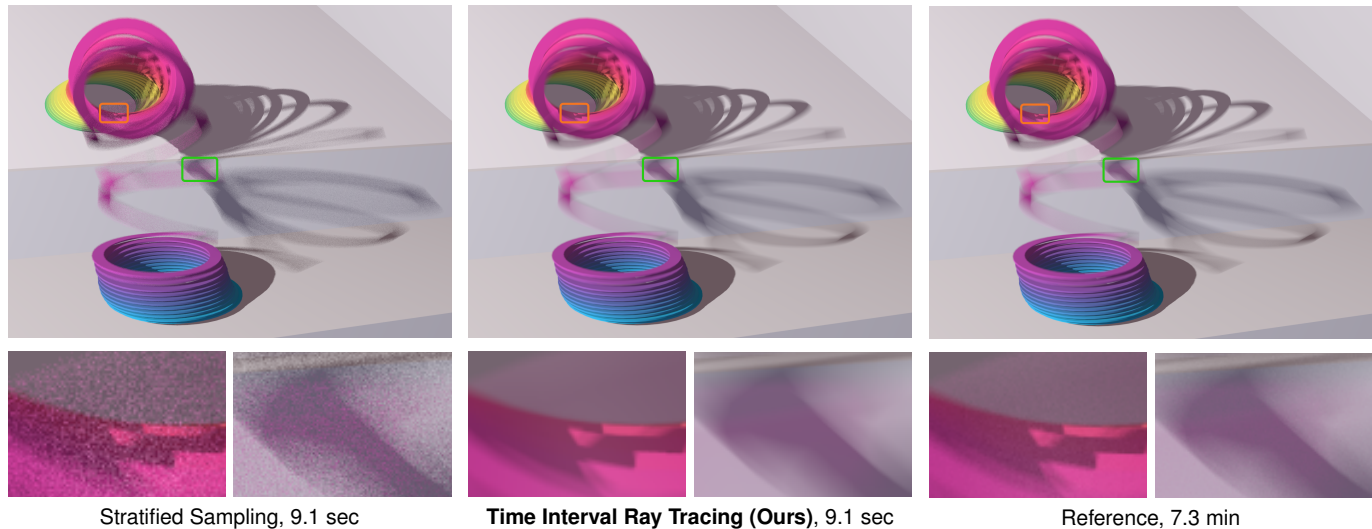 Stratified Sampling, 9.1 sec
Time Interval Ray Tracing (Ours), 9.1 sec
Reference, 7.3 min